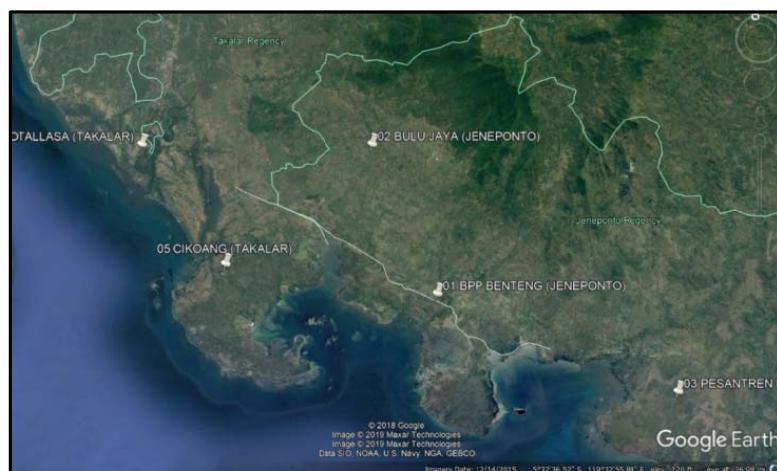 Takalar Regency
OTALLASA (TAKALAR)
02 BULU JAYA (JENEPONTO)
Jeneponto Regency
05 CIKOANG (TAKALAR)
01 BPP BENTENG (JENEPONTO)
03 PESANTREN
© 2018 Google
Image © 2019 Maxar Technologies
Image © 2019 Maxar Technologies
Data SIO, NOAA, U.S. Navy, NGA, GEBCO
Google Earth
Imagery Date: 12/14/2015